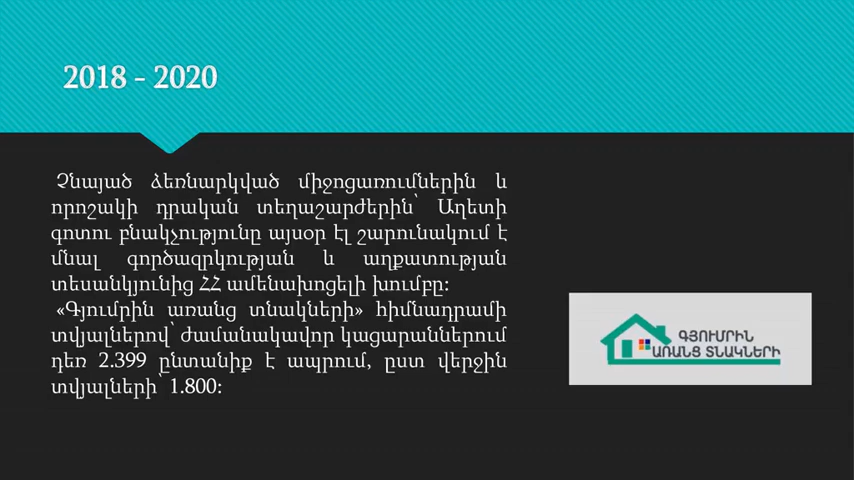 2018 - 2020
Չնայած ձեռնարկված միջոցառումներին և
որոշակի դրական տեղաշարժերին՝ Աղետի
գոտու բնակչությունը այսօր էլ շարունակում է
մնալ գործազրկության և աղքատության
տեսանկյունից ՀՀ ամենախոցելի խումբը:
«Գյումրին առանց տնակների» հիմնադրամի
տվյալներով՝ ժամանակավոր կացարաններում
դեռ 2.399 ընտանիք է ապրում, ըստ վերջին
տվյալների՝ 1.800:
ԳՅՈՒՄՐԻՆ
ԱՌԱՆՑ ՏՆԱԿՆԵՐԻ